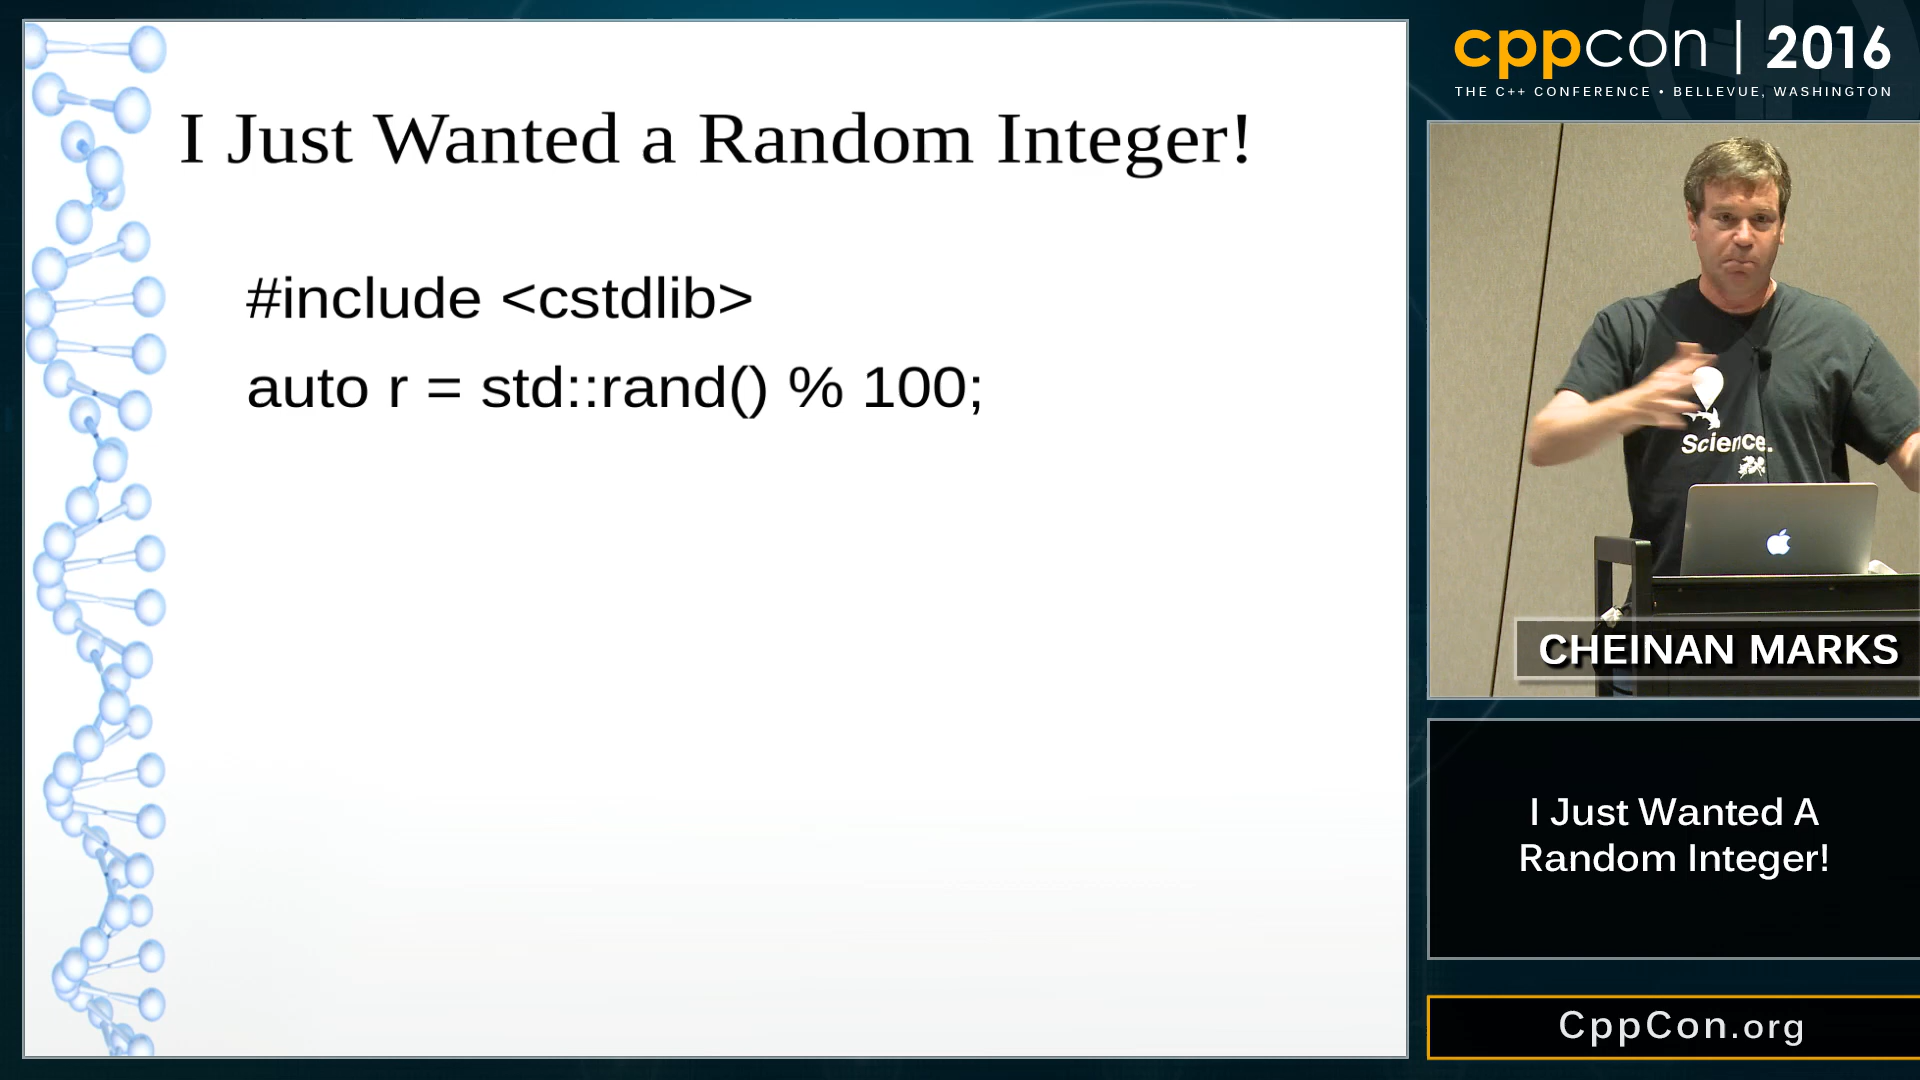 I Just Wanted a Random Integer!
#include <cstdlib>
auto r = std::rand() % 100;
cppcon | 2016
THE C++ CONFERENCE • BELLEVUE, WASHINGTON
Science.
CHEINAN MARKS
I Just Wanted A
Random Integer!
CppCon.org